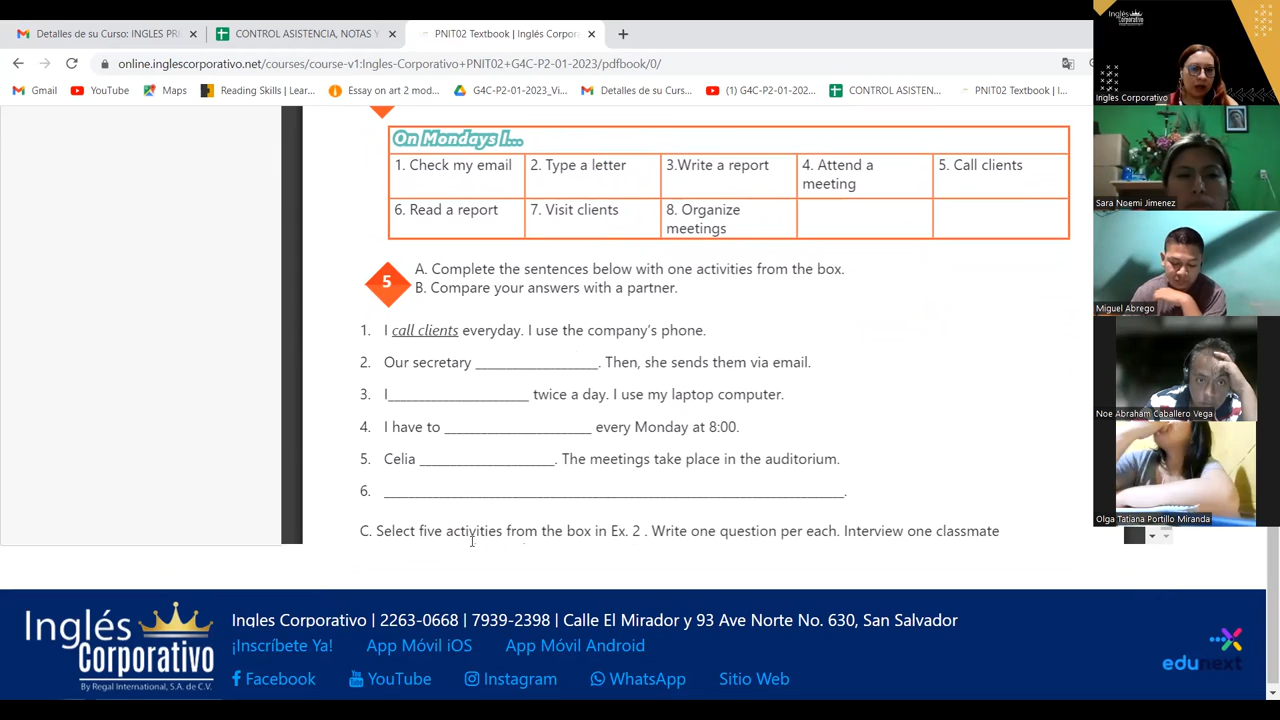 Detalles de su Curso: INGLES PRI
CONTROL ASISTENCIA, NOTAS Y
PNIT02 Textbook | Inglés Corpor
online.inglescorporativo.net/courses/course-v1:Ingles-Corporativo+PNIT02+G4C-P2-01-2023/pdfbook/0/
Gmail
YouTube
Maps
Reading Skills | Lear...
Essay on art 2 mod...
G4C-P2-01-2023_Vi...
Detalles de su Curs...
(1) G4C-P2-01-202...
CONTROL ASISTEN...
PNIT02 Textbook | I...
On Mondays I...
1. Check my email
2. Type a letter
3.Write a report
4. Attend a
meeting
5. Call clients
6. Read a report
7. Visit clients
8. Organize
meetings
5
A. Complete the sentences below with one activities from the box.
B. Compare your answers with a partner.
1. I call clients everyday. I use the company's phone.
2. Our secretary ___________________. Then, she sends them via email.
3. I______________________ twice a day. I use my laptop computer.
4. I have to _______________________ every Monday at 8:00.
5. Celia _____________________. The meetings take place in the auditorium.
6. ________________________________________________________________________.
C. Select five activities from the box in Ex. 2 . Write one question per each. Interview one classmate
Inglés
Corporativo
By Regal International, S.A. de C.V.
Ingles Corporativo | 2263-0668 | 7939-2398 | Calle El Mirador y 93 Ave Norte No. 630, San Salvador
¡Inscríbete Ya!
App Móvil iOS
App Móvil Android
Facebook
YouTube
Instagram
WhatsApp
Sitio Web
edunext
Inglés
Corporativo
Ingles Corporativo
Sara Noemi Jimenez
Miguel Abrego
Noe Abraham Caballero Vega
Olga Tatiana Portillo Miranda